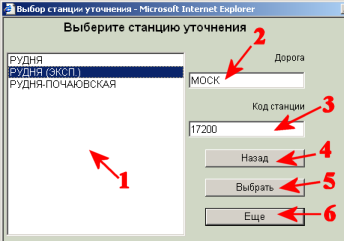 Выбор станции уточнения - Microsoft Internet Explorer
Выберите станцию уточнения
РУДНЯ
РУДНЯ (ЭКСП.)
РУДНЯ-ПОЧАЮВСКАЯ
1
2
Дорога
МОСК
Код станции
3
17200
Назад
4
Выбрать
5
Еще
6